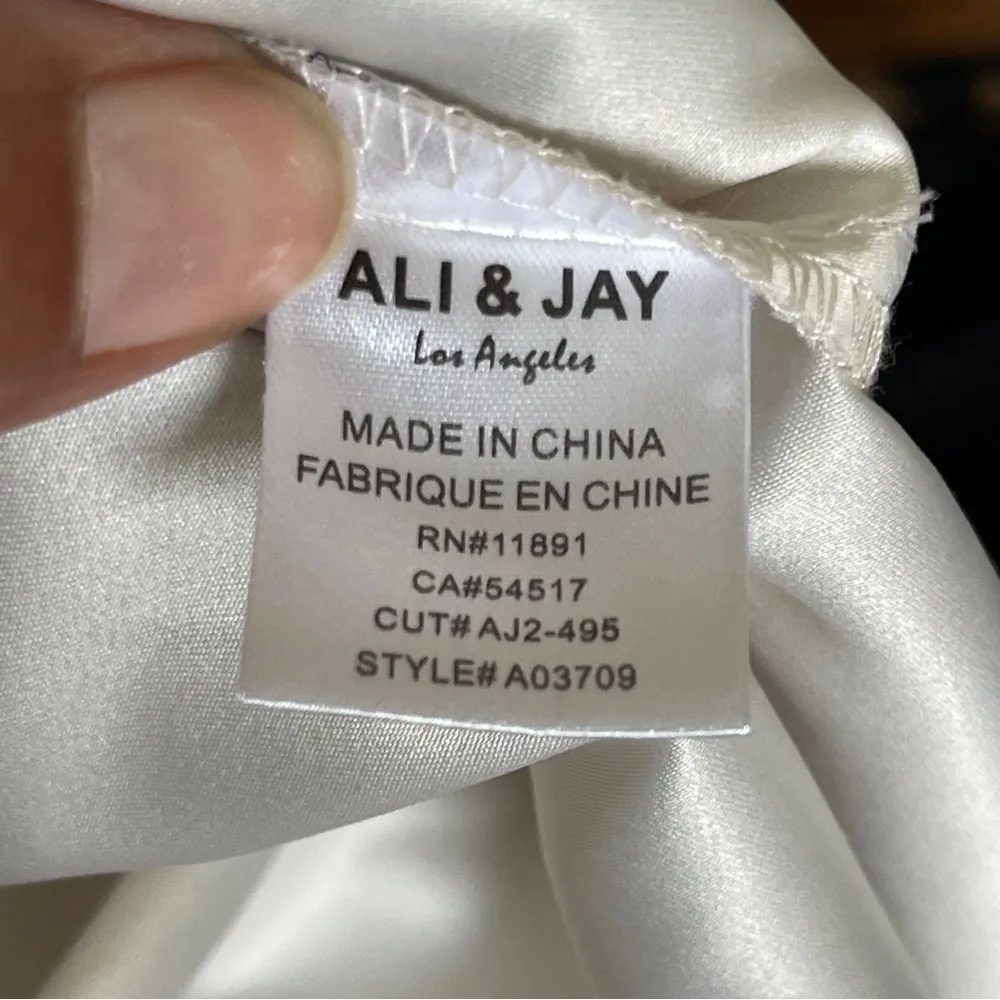 ALI & JAY
Los Angeles
MADE IN CHINA
FABRIQUE EN CHINE
RN#11891
CA#54517
CUT# AJ2-495
STYLE# A03709